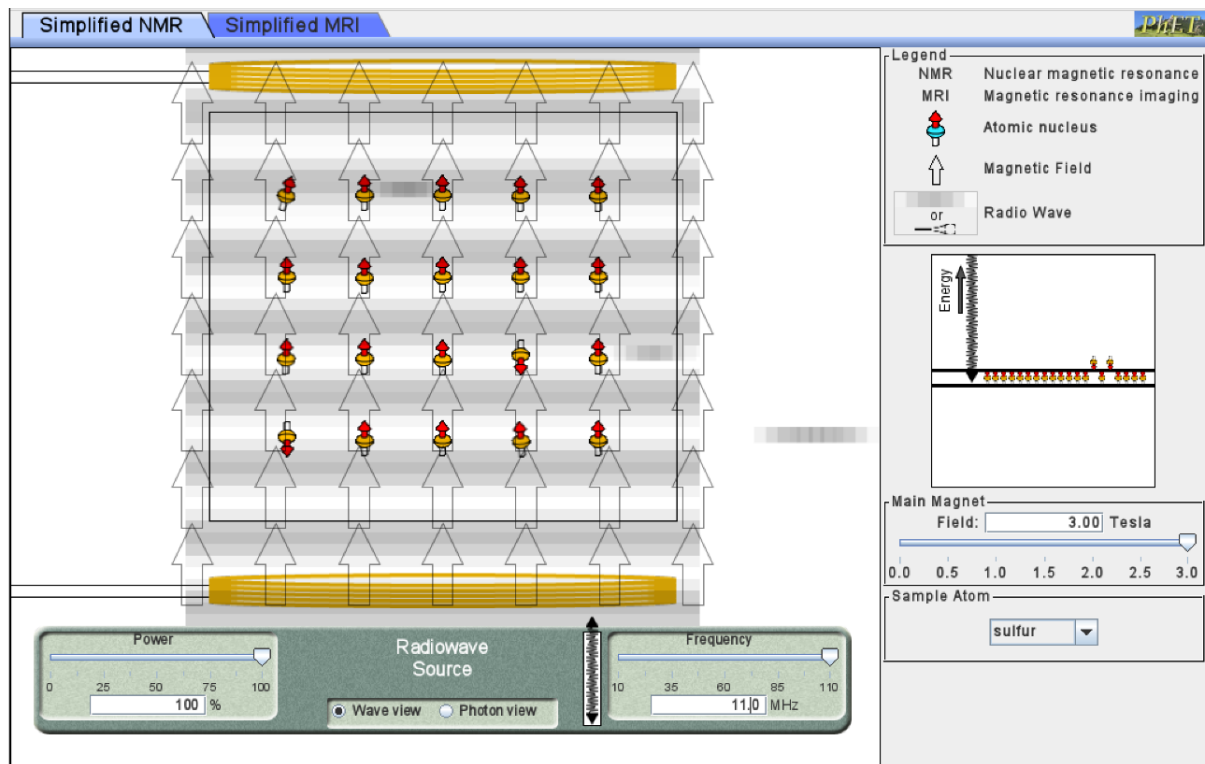 Simplified NMR Simplified MRI PhET
Legend
NMR Nuclear magnetic resonance
MRI Magnetic resonance imaging
Atomic nucleus
Magnetic Field
or Radio Wave
Energy
Main Magnet
Field: 3.00 Tesla
0.0 0.5 1.0 1.5 2.0 2.5 3.0
Sample Atom
sulfur
Power
0 25 50 75 100
100 %
Radiowave
Source
Wave view Photon view
Frequency
10 35 60 85 110
11.0 MHz